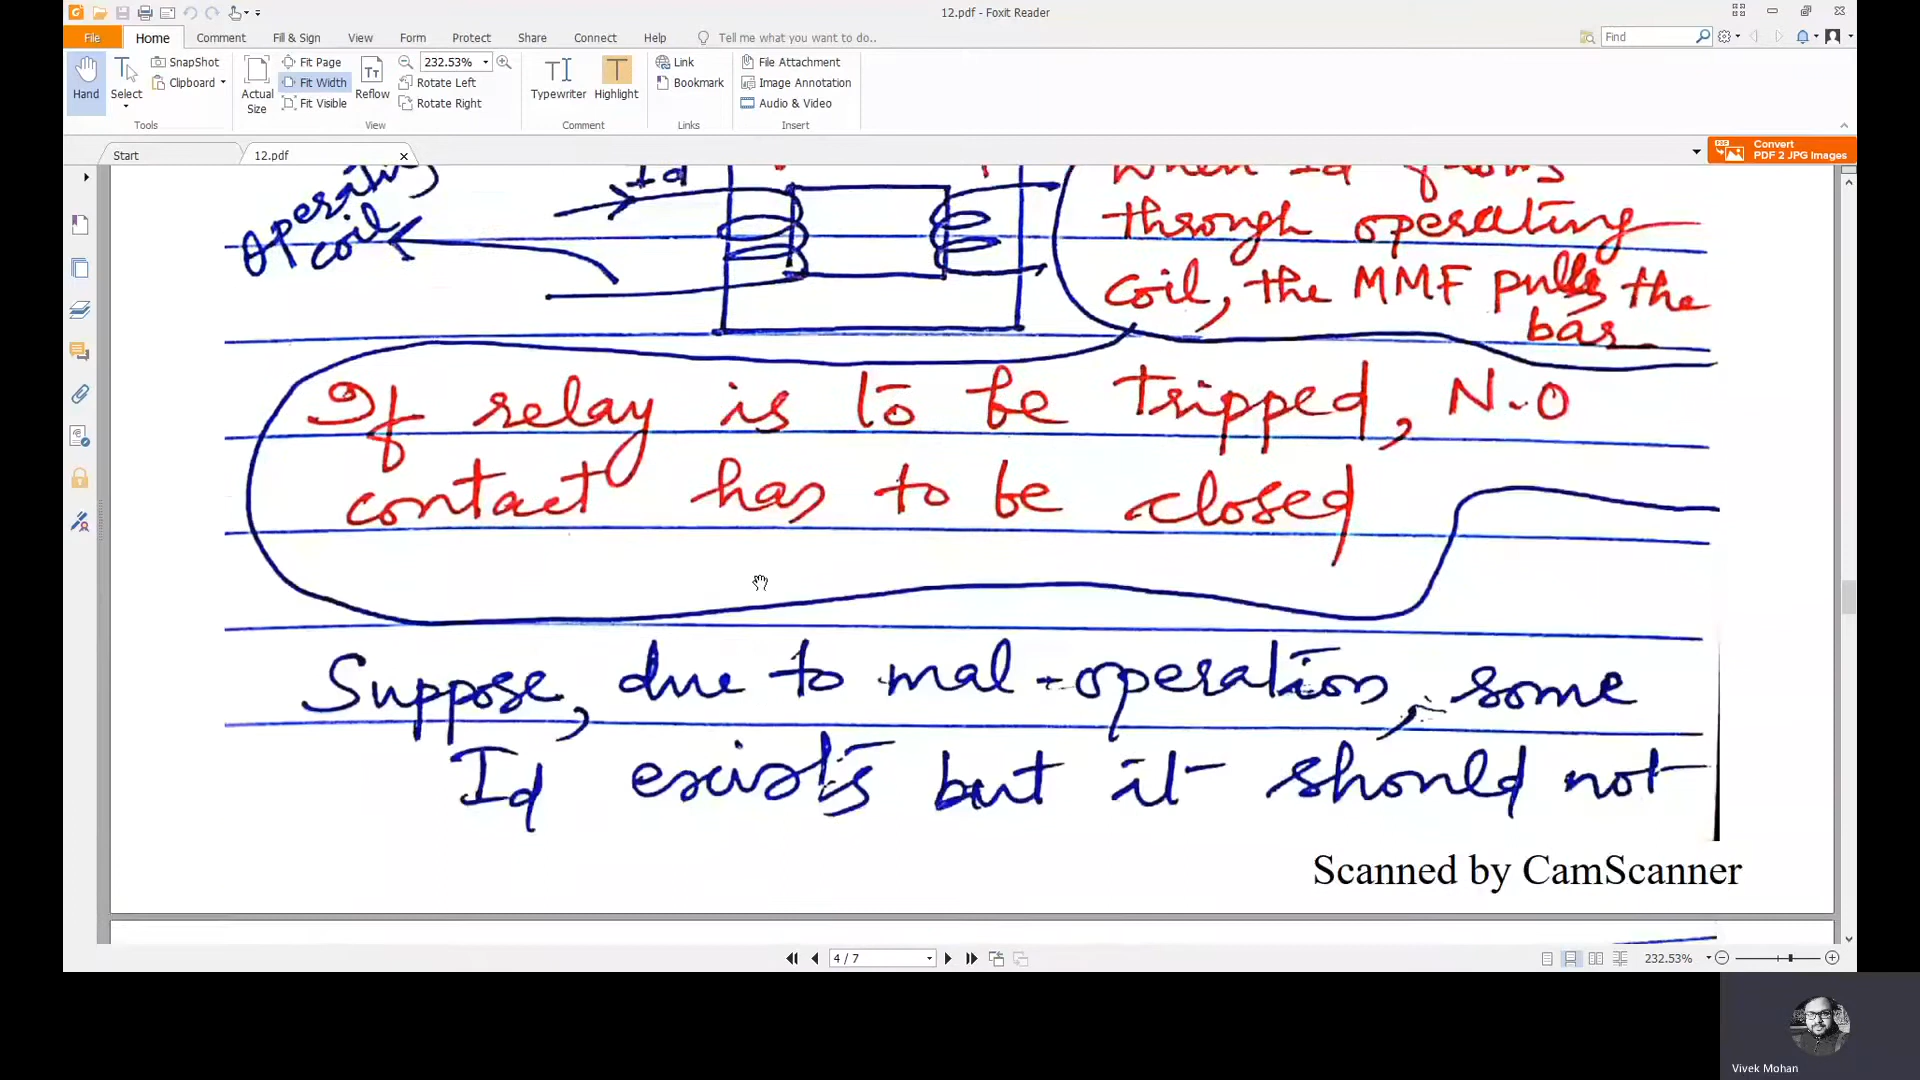 12.pdf - Foxit Reader
File Home Comment Fill & Sign View Form Protect Share Connect Help Tell me what you want to do.. Find
Hand Select SnapShot Clipboard Actual Size Fit Page Fit Width Fit Visible Reflow 232.53% Rotate Left Rotate Right Typewriter Highlight Link Bookmark File Attachment Image Annotation Audio & Video
Tools View Comment Links Insert
Start 12.pdf
Convert
PDF 2 JPG Images
Operating
coil
Id
when Id flows
through operating
coil, the MMF pulls the
bar
If relay is to be tripped, N.O
contact has to be closed
Suppose, due to mal-operation, some
Id exists but it should not
Scanned by CamScanner
4 / 7 232.53%
Vivek Mohan